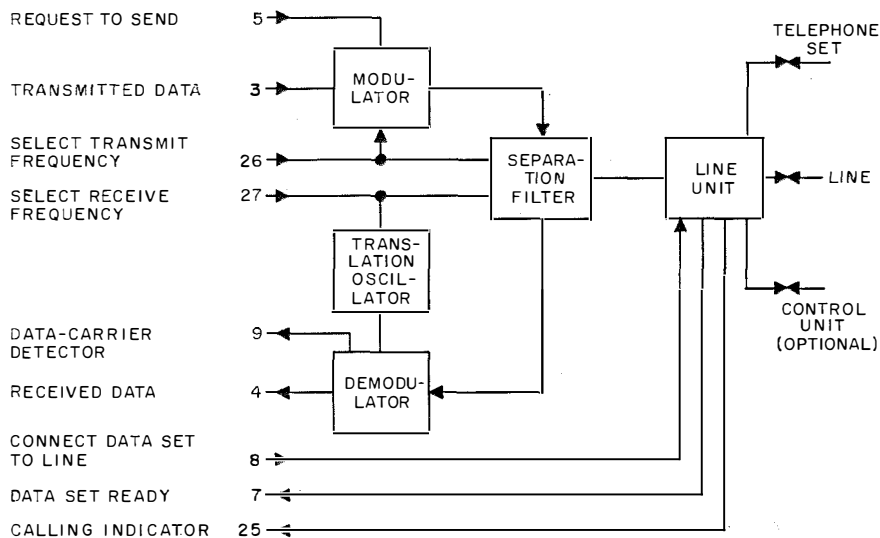 REQUEST TO SEND 5
TRANSMITTED DATA 3
SELECT TRANSMIT
FREQUENCY 26
SELECT RECEIVE 27
FREQUENCY
DATA-CARRIER 9
DETECTOR
RECEIVED DATA 4
CONNECT DATA SET
TO LINE 8
DATA SET READY 7
CALLING INDICATOR 25
MODU-
LATOR
TRANS-
LATION
OSCIL-
LATOR
DEMODU-
LATOR
SEPARA-
TION
FILTER
LINE
UNIT
TELEPHONE
SET
LINE
CONTROL
UNIT
(OPTIONAL)